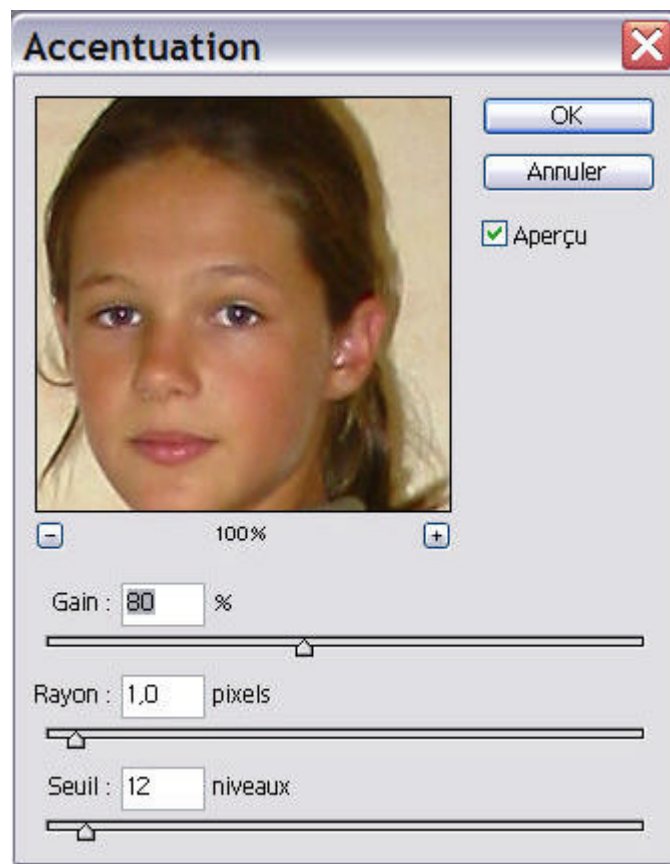 Accentuation
OK
Annuler
Aperçu
100%
Gain : 80 %
Rayon : 1,0 pixels
Seuil : 12 niveaux